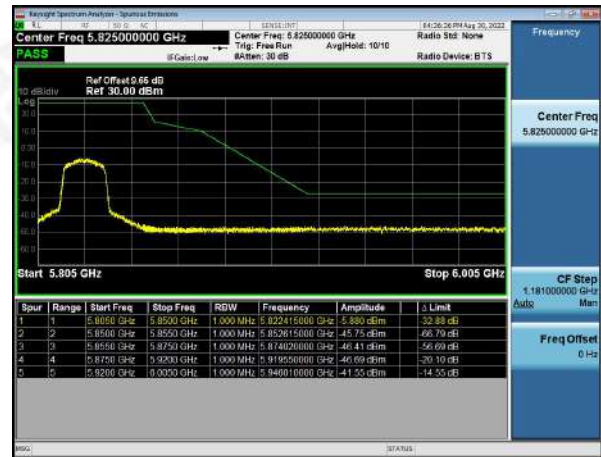 Keysight Spectrum Analyzer - Spurious Emissions
RL RF 50 Ω AC SENSE:INT 04:26:26 PM Aug 30, 2022
Center Freq 5.825000000 GHz Center Freq: 5.825000000 GHz Radio Std: None Frequency
Trig: Free Run Avg|Hold: 10/10
PASS IFGain:Low #Atten: 30 dB Radio Device: BTS
Ref Offset 9.66 dB
10 dB/div Ref 30.00 dBm
Log
Center Freq
5.825000000 GHz
Start 5.805 GHz Stop 6.005 GHz
CF Step
1.181000000 GHz
Auto Man
Spur Range Start Freq Stop Freq RBW Frequency Amplitude Δ Limit
1 1 5.8050 GHz 5.8500 GHz 1.000 MHz 5.822415000 GHz -5.880 dBm -32.88 dB
2 2 5.8500 GHz 5.8550 GHz 1.000 MHz 5.852615000 GHz -45.75 dBm -66.79 dB
3 3 5.8550 GHz 5.8750 GHz 1.000 MHz 5.874020000 GHz -46.41 dBm -56.69 dB
4 4 5.8750 GHz 5.9200 GHz 1.000 MHz 5.919550000 GHz -46.69 dBm -20.10 dB
5 5 5.9200 GHz 6.0050 GHz 1.000 MHz 5.946010000 GHz -41.55 dBm -14.55 dB
Freq Offset
0 Hz
MSG STATUS